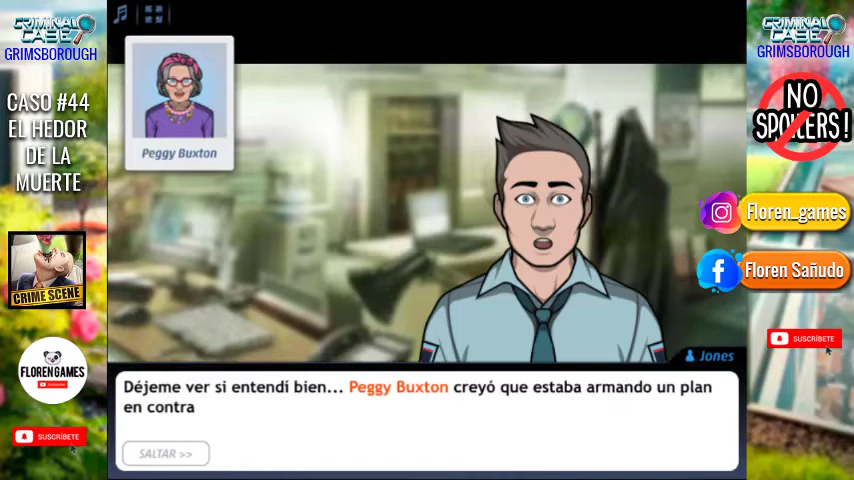 CRIMINAL CASE
GRIMSBOROUGH
CASO #44
EL HEDOR
DE LA
MUERTE
CRIME SCENE
FLOREN GAMES
SUSCRÍBETE
Peggy Buxton
Jones
Déjeme ver si entendí bien... Peggy Buxton creyó que estaba armando un plan
en contra
SALTAR >>
CRIMINAL CASE
GRIMSBOROUGH
NO
SPOILERS!
Floren_games
Floren Sañudo
SUSCRÍBETE